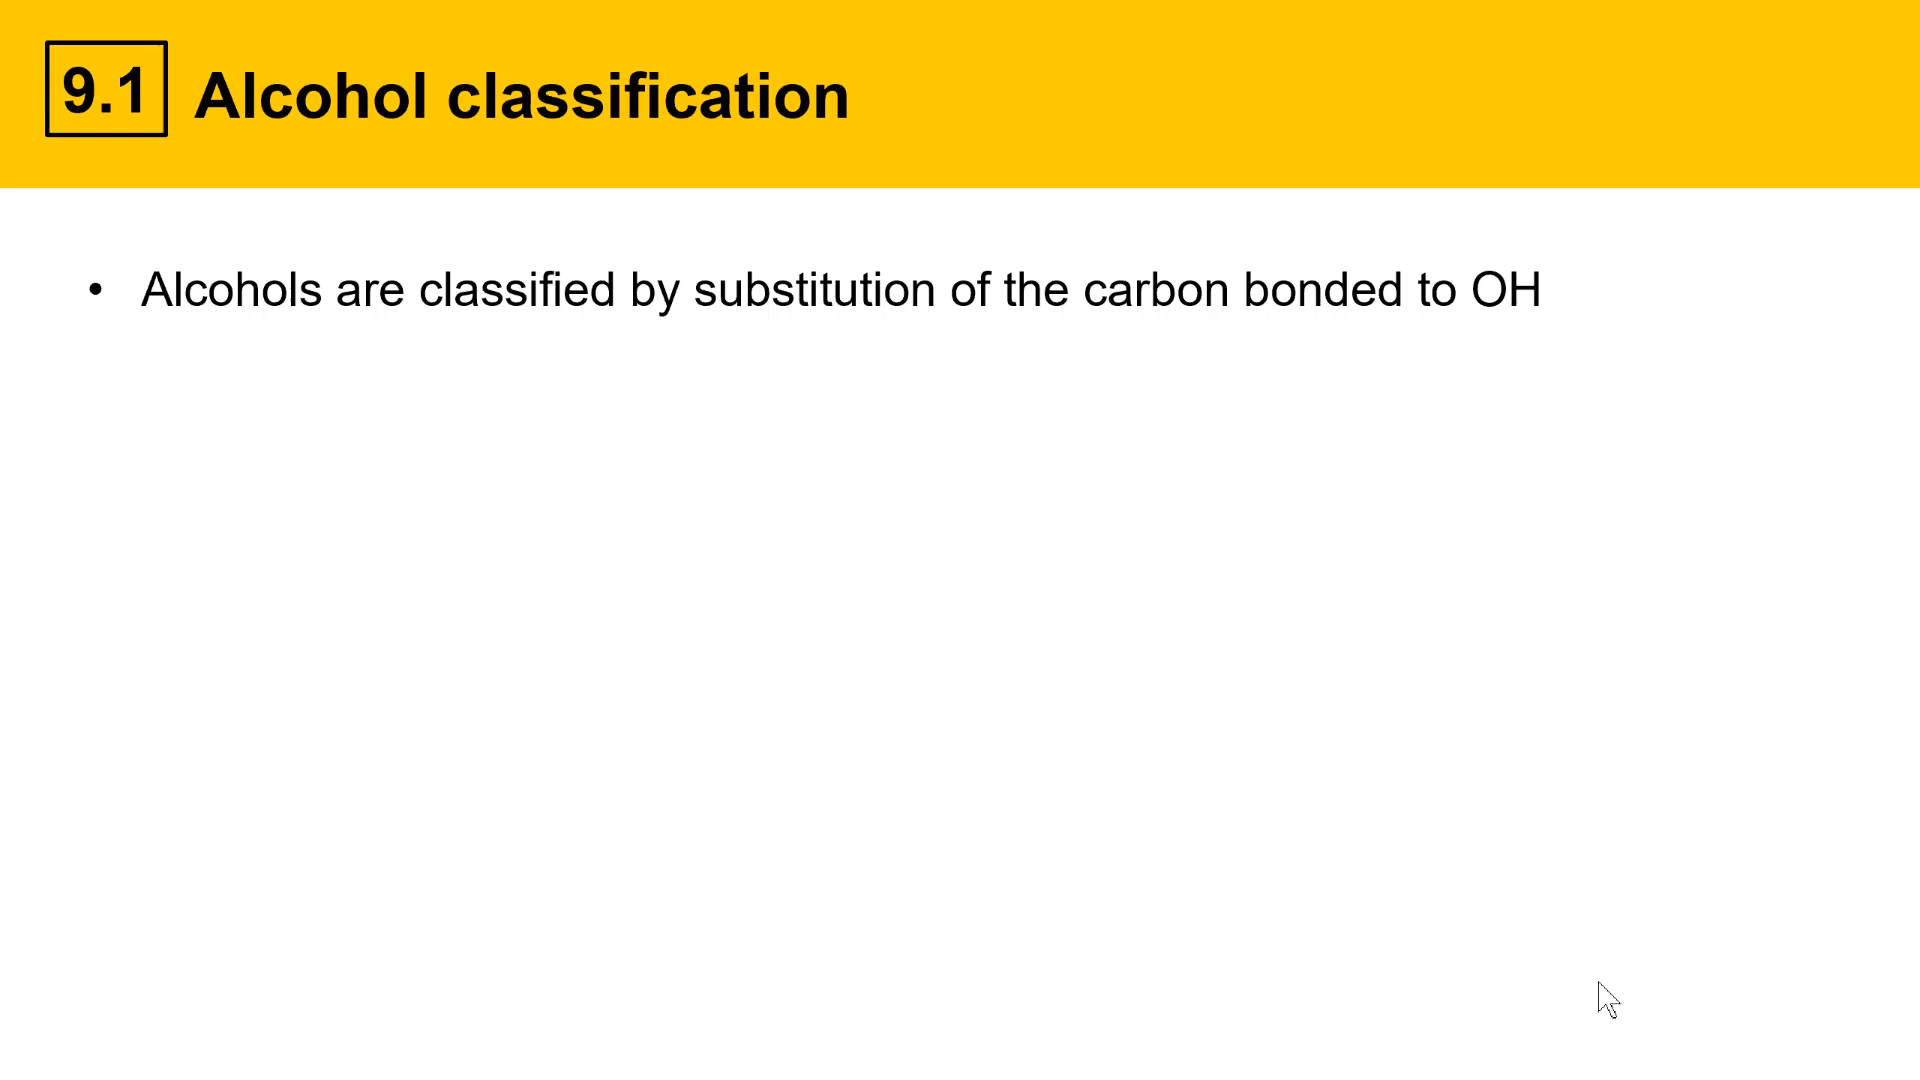 9.1 Alcohol classification
• Alcohols are classified by substitution of the carbon bonded to OH